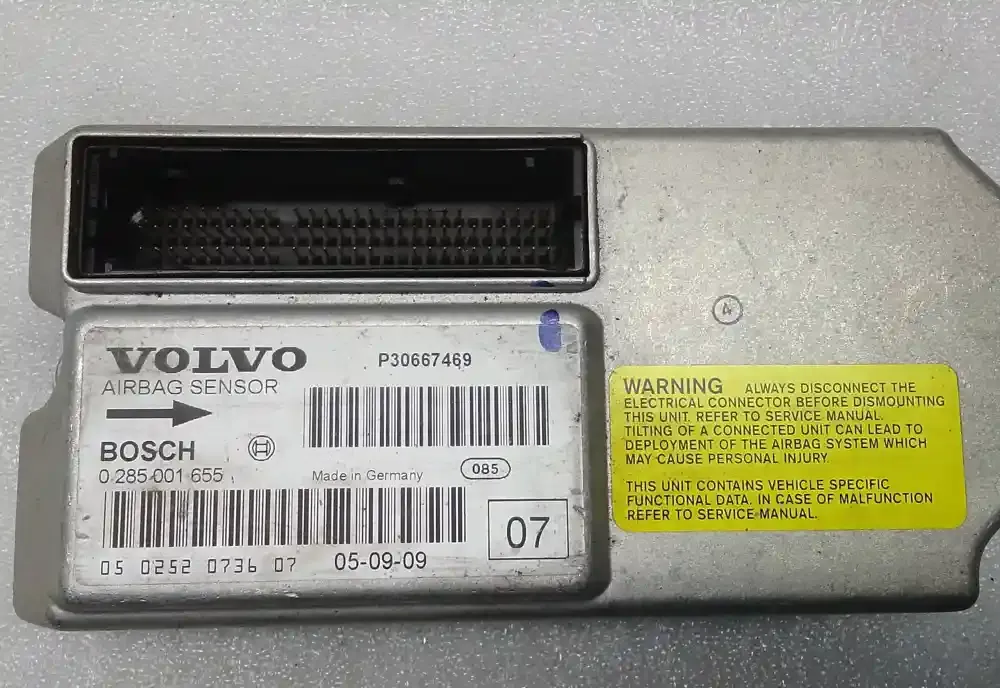 VOLVO
P30667469
AIRBAG SENSOR
BOSCH
0 285 001 655
Made in Germany
085
07
05 0252 0736 07
05-09-09
4
WARNING ALWAYS DISCONNECT THE
ELECTRICAL CONNECTOR BEFORE DISMOUNTING
THIS UNIT. REFER TO SERVICE MANUAL.
TILTING OF A CONNECTED UNIT CAN LEAD TO
DEPLOYMENT OF THE AIRBAG SYSTEM WHICH
MAY CAUSE PERSONAL INJURY.
THIS UNIT CONTAINS VEHICLE SPECIFIC
FUNCTIONAL DATA. IN CASE OF MALFUNCTION
REFER TO SERVICE MANUAL.